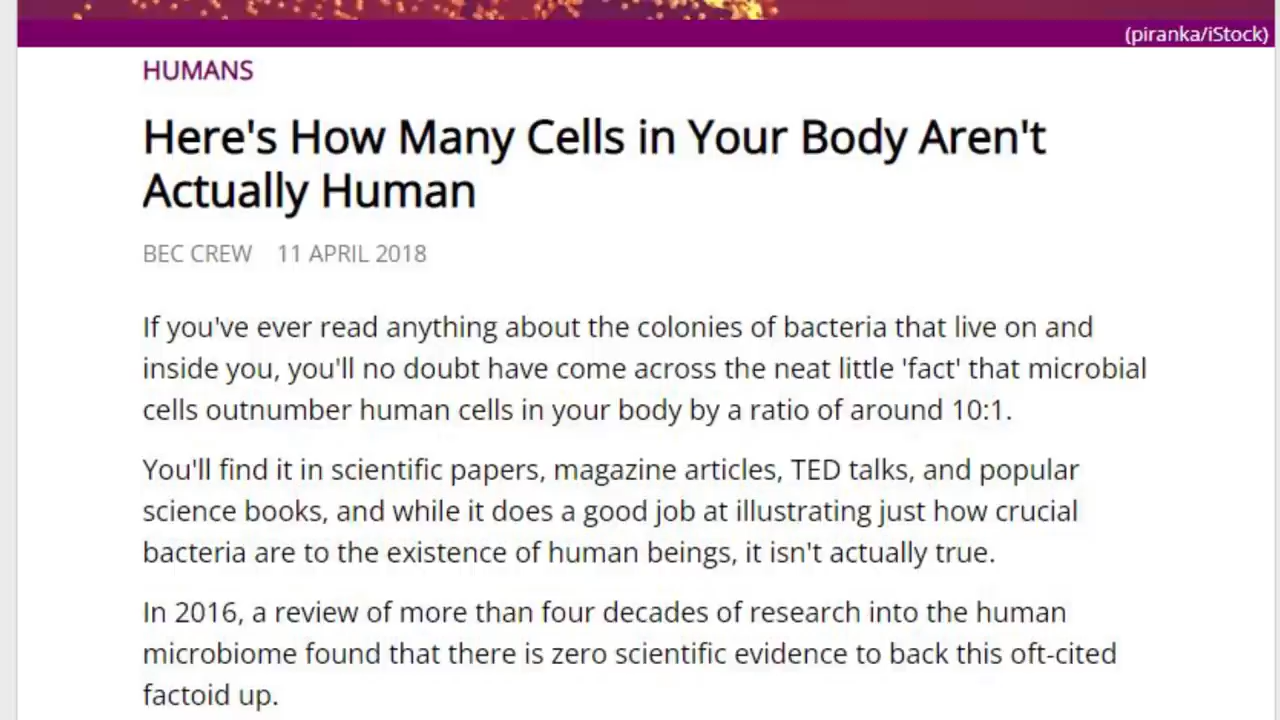 (piranka/iStock)
HUMANS
Here's How Many Cells in Your Body Aren't
Actually Human
BEC CREW 11 APRIL 2018
If you've ever read anything about the colonies of bacteria that live on and
inside you, you'll no doubt have come across the neat little 'fact' that microbial
cells outnumber human cells in your body by a ratio of around 10:1.
You'll find it in scientific papers, magazine articles, TED talks, and popular
science books, and while it does a good job at illustrating just how crucial
bacteria are to the existence of human beings, it isn't actually true.
In 2016, a review of more than four decades of research into the human
microbiome found that there is zero scientific evidence to back this oft-cited
factoid up.